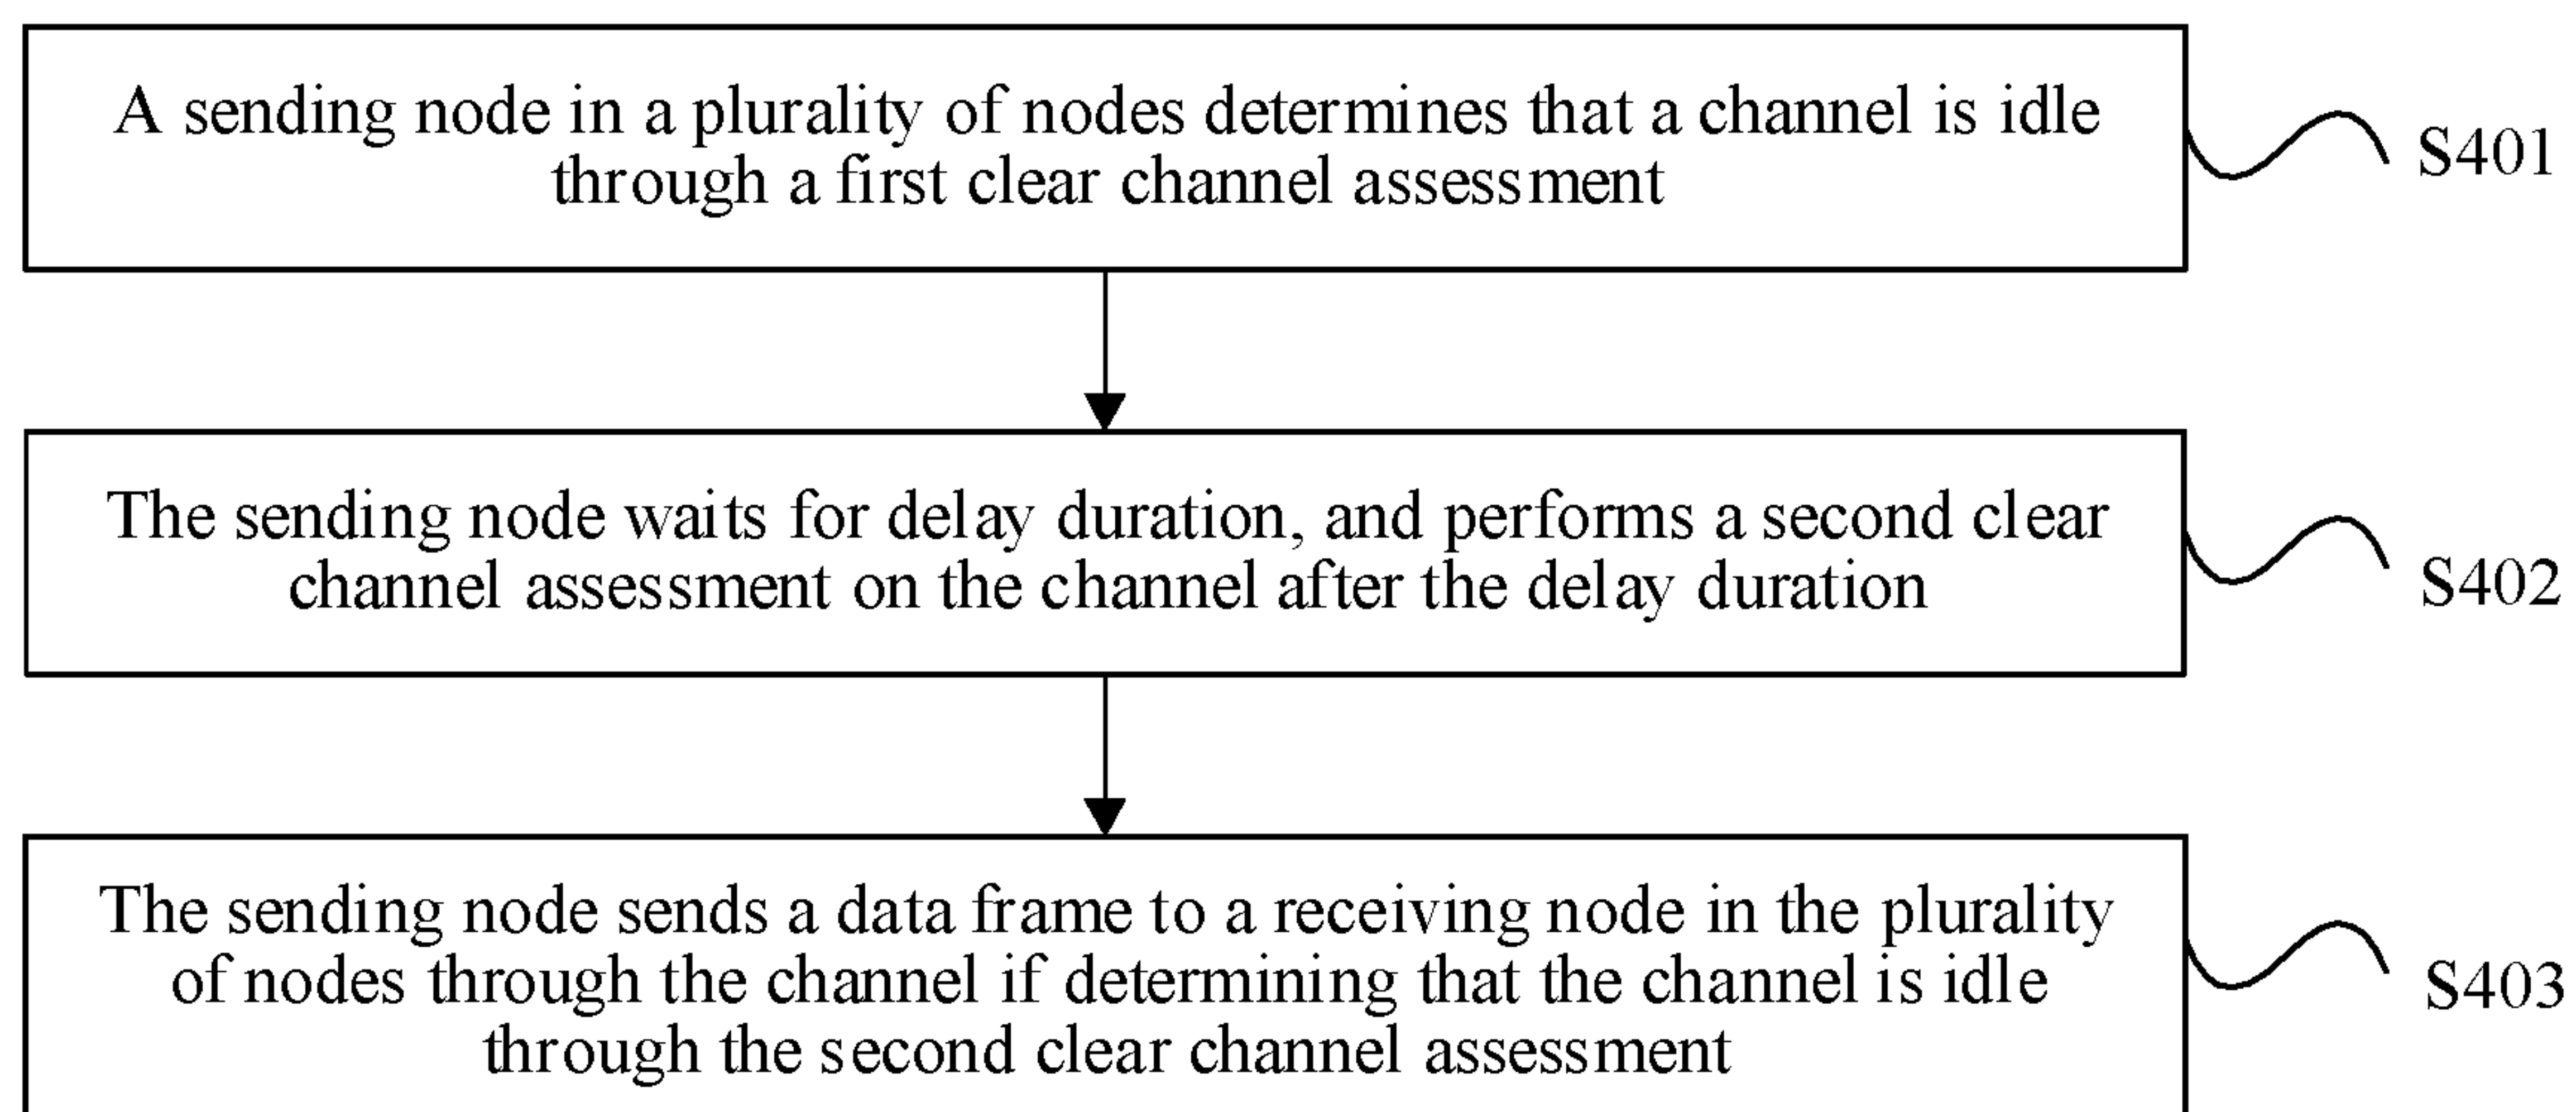 A sending node in a plurality of nodes determines that a channel is idle
through a first clear channel assessment
S401
The sending node waits for delay duration, and performs a second clear
channel assessment on the channel after the delay duration
S402
The sending node sends a data frame to a receiving node in the plurality
of nodes through the channel if determining that the channel is idle
through the second clear channel assessment
S403